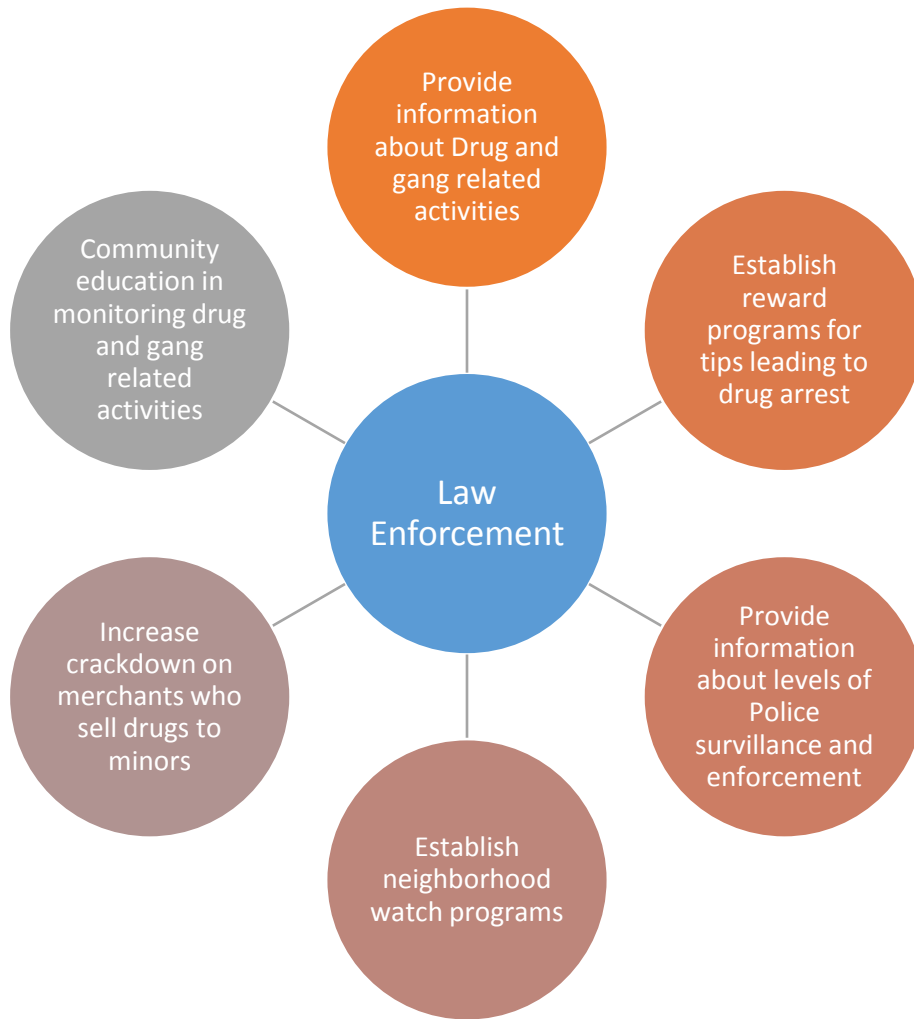 Provide
information
about Drug and
gang related
activities
Establish
reward
programs for
tips leading to
drug arrest
Provide
information
about levels of
Police
survillance and
enforcement
Establish
neighborhood
watch programs
Increase
crackdown on
merchants who
sell drugs to
minors
Community
education in
monitoring drug
and gang
related
activities
Law
Enforcement